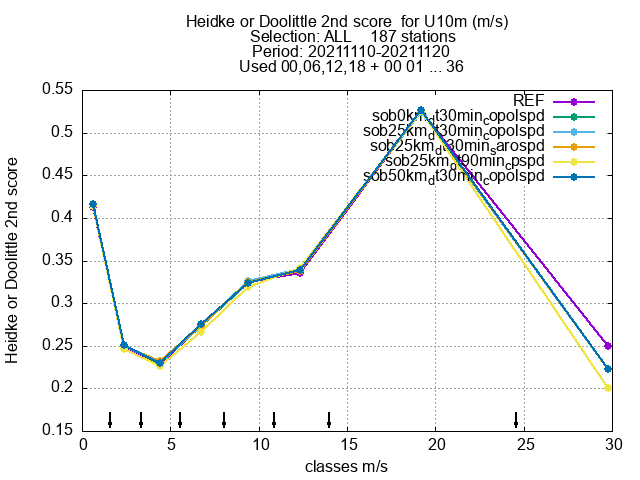 Heidke or Doolittle 2nd score  for U10m (m/s)
Selection: ALL    187 stations
Period: 20211110-20211120
Used 00,06,12,18 + 00 01 ... 36
REF
sob0km_dt30min_copolspd
sob25km_dt30min_copolspd
sob25km_dt30min_sarospd
sob25km_dt90min_cpspd
sob50km_dt30min_copolspd
Heidke or Doolittle 2nd score
0.55
0.5
0.45
0.4
0.35
0.3
0.25
0.2
0.15
0 5 10 15 20 25 30
classes m/s